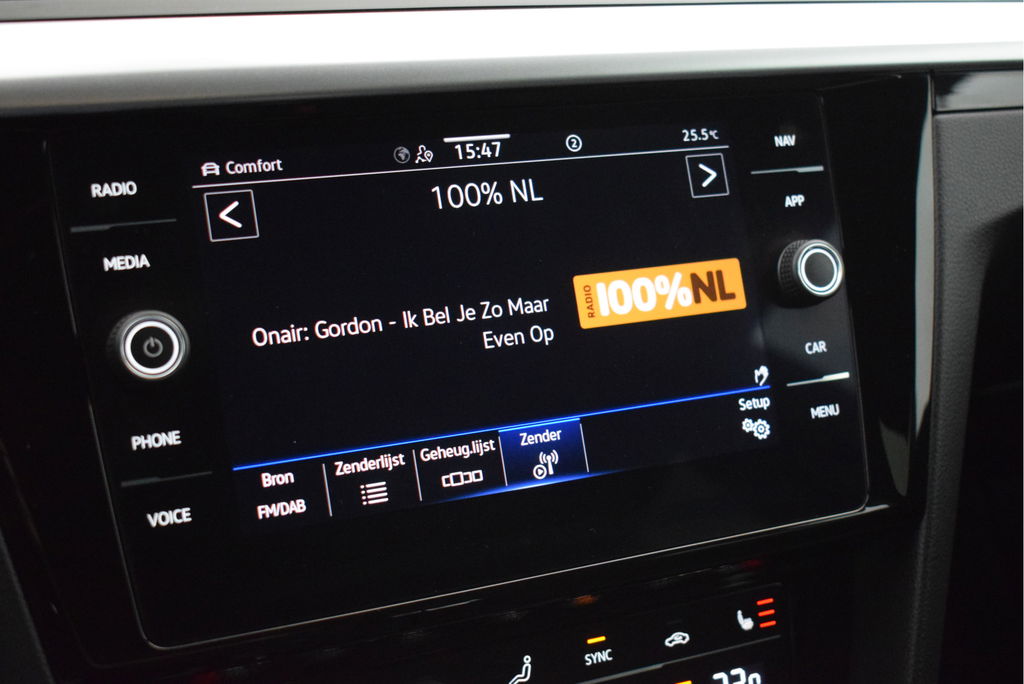 Comfort
15:47
2
25.5°C
NAV
RADIO
100% NL
APP
MEDIA
RADIO 100%NL
Onair: Gordon - Ik Bel Je Zo Maar
Even Op
CAR
PHONE
Setup
MENU
Bron
Zenderlijst
Geheug.lijst
Zender
FM/DAB
VOICE
SYNC